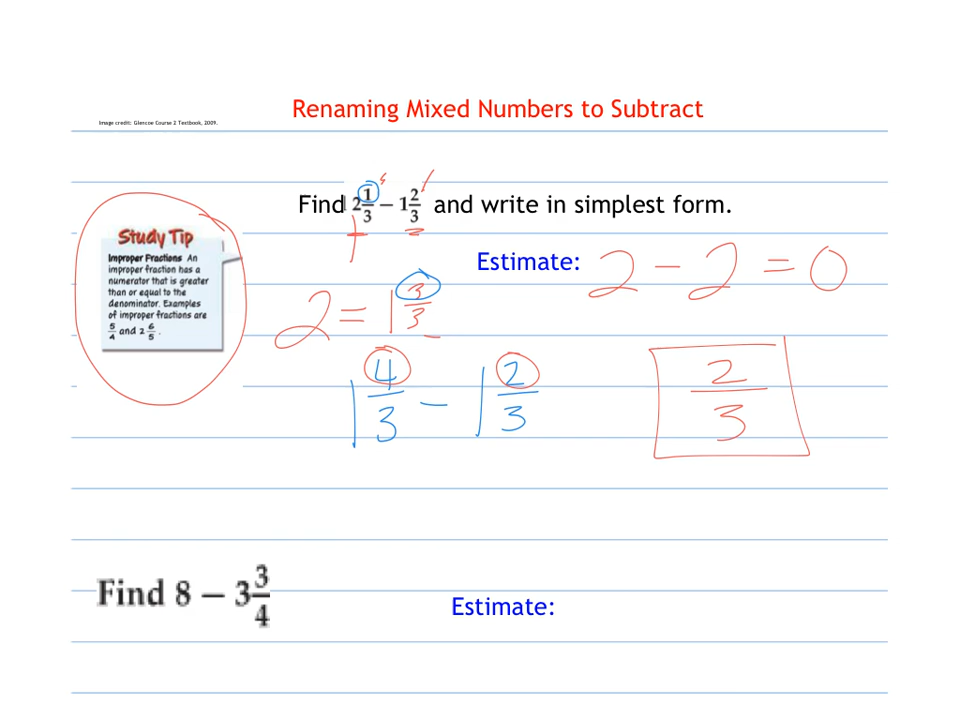 Renaming Mixed Numbers to Subtract
Image credit: Glencoe Course 2 Textbook, 2009.
Find 2 1/3 − 1 2/3 and write in simplest form.
Study Tip
Improper Fractions An
improper fraction has a
numerator that is greater
than or equal to the
denominator. Examples
of improper fractions are
5/4 and 2 6/5.
Estimate: 2 − 2 = 0
2 = 1 3/3
1 4/3 − 1 2/3
2/3
Find 8 − 3 3/4
Estimate: